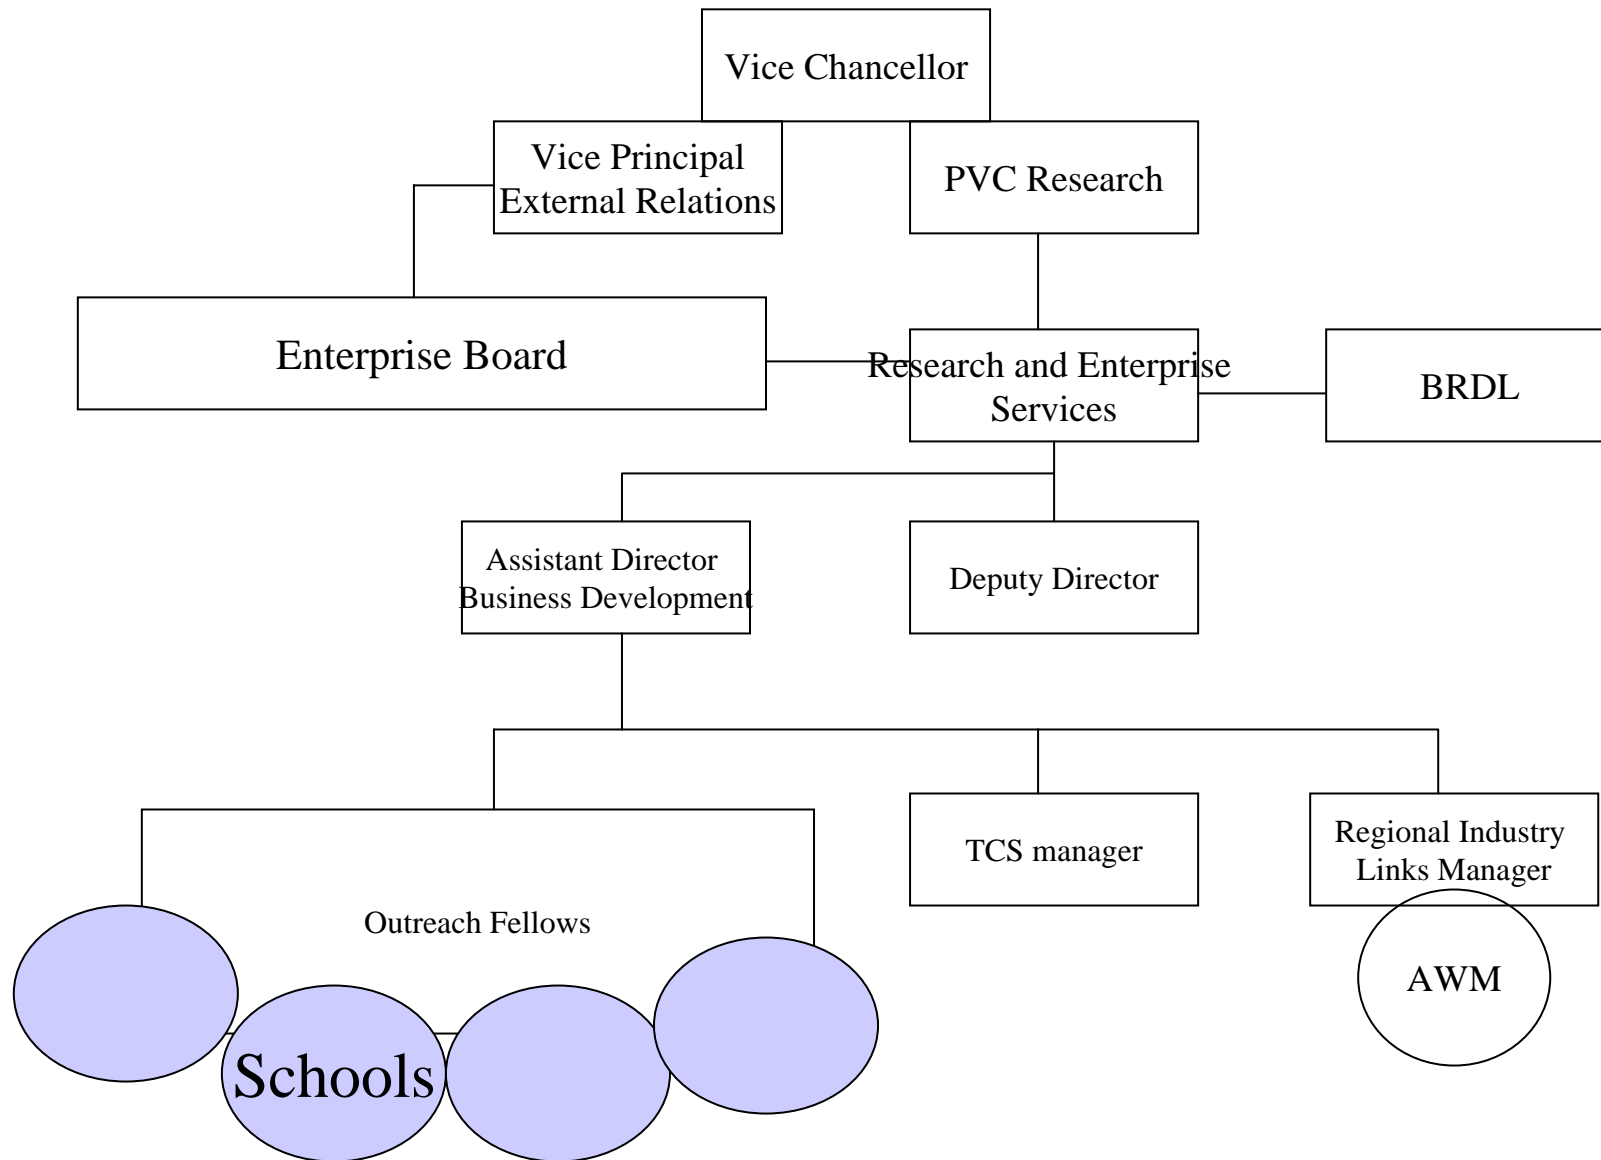 Vice Chancellor
Vice Principal
External Relations
PVC Research
Enterprise Board
Research and Enterprise
Services
BRDL
Assistant Director
Business Development
Deputy Director
TCS manager
Regional Industry
Links Manager
Outreach Fellows
AWM
Schools